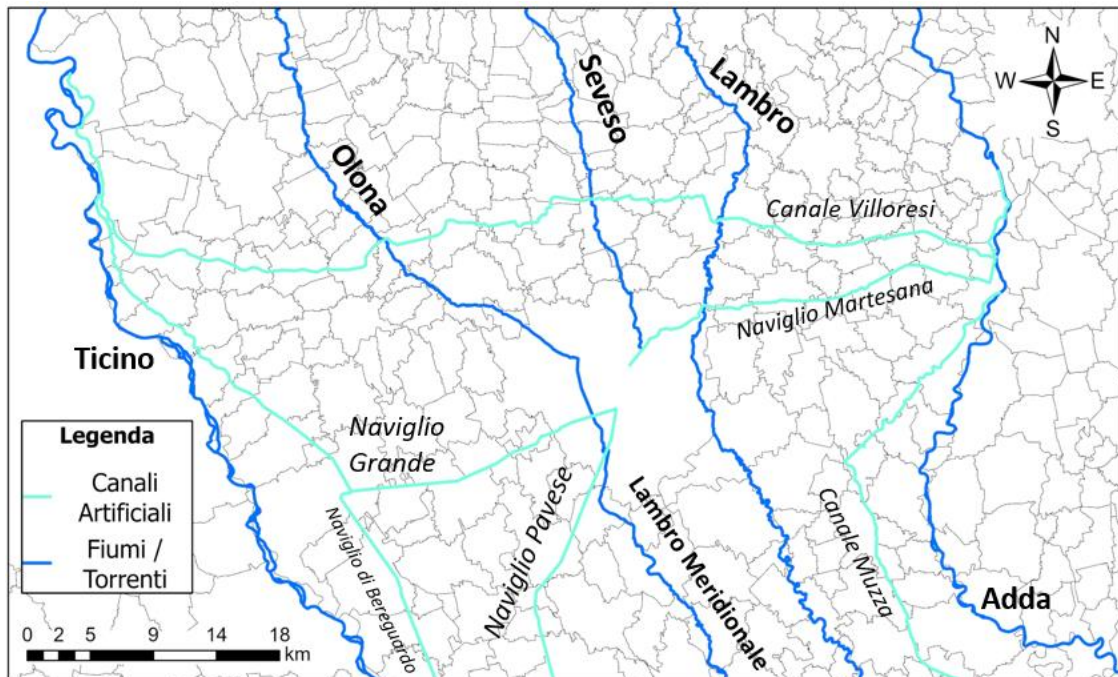 N
W E
S
Seveso
Lambro
Olona
Canale Villoresi
Naviglio Martesana
Ticino
Naviglio
Grande
Legenda
Canali
Artificiali
Fiumi /
Torrenti
Naviglio di Bereguardo
Naviglio Pavese
Lambro Meridionale
Canale Muzza
Adda
0 2 5 9 14 18
km